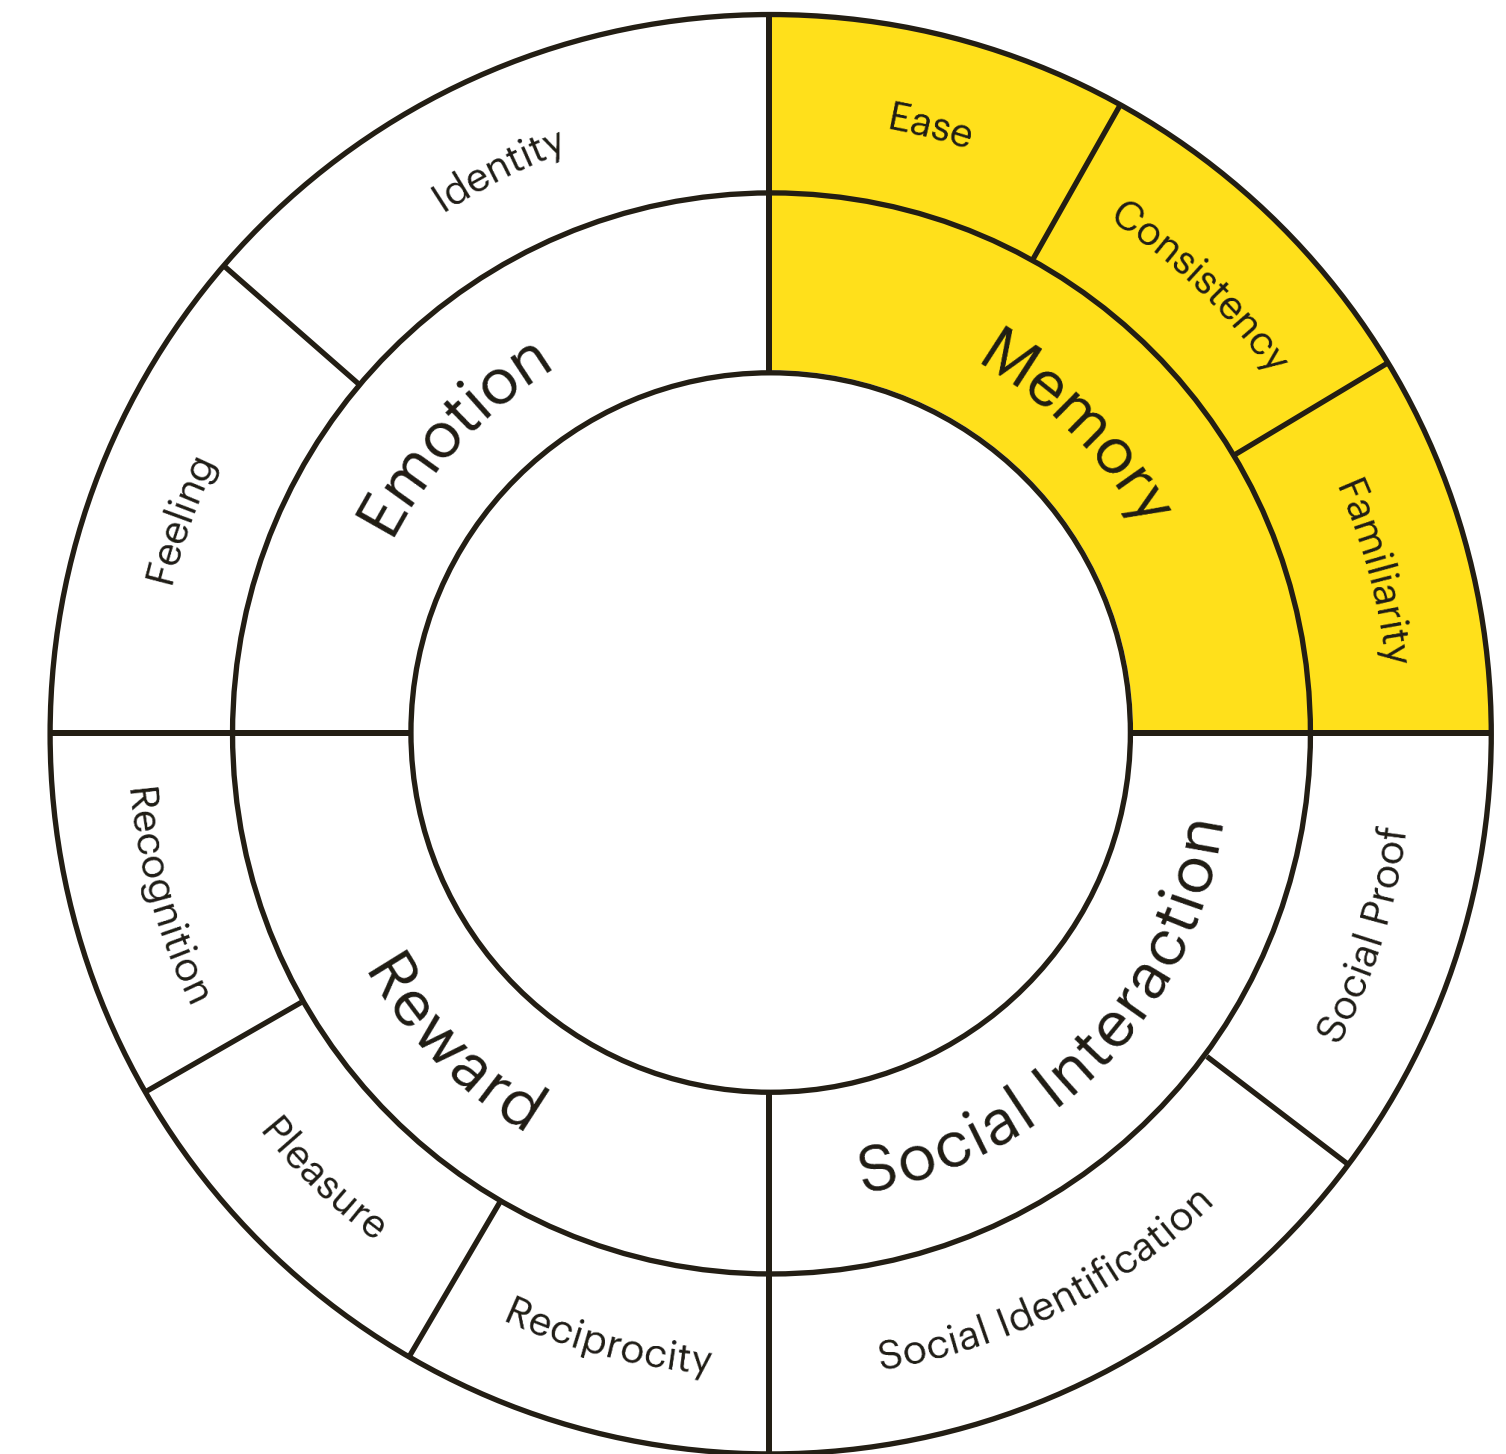 Ease
Consistency
Familiarity
Memory
Social Proof
Social Identification
Social Interaction
Reciprocity
Pleasure
Recognition
Reward
Feeling
Identity
Emotion